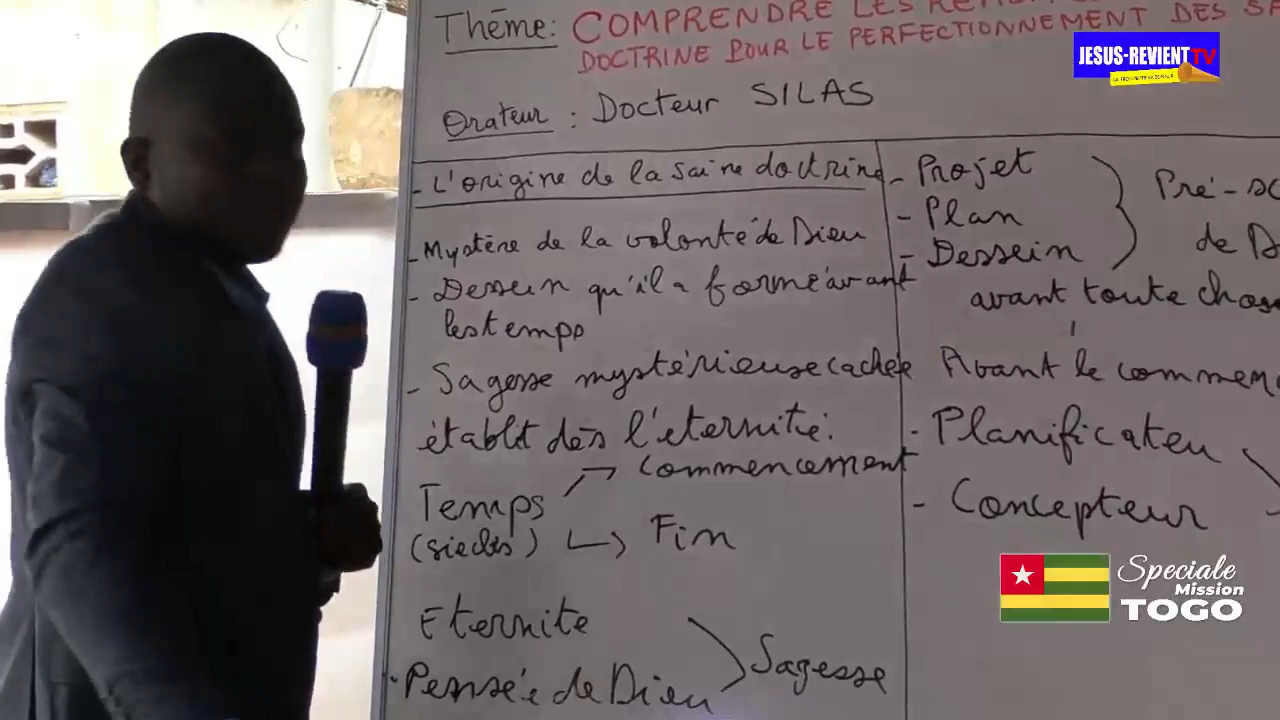 Thème: COMPRENDRE LES
DOCTRINE POUR LE PERFECTIONNEMENT DES
JESUS-REVIENT TV
Orateur : Docteur SILAS
- L'origine de la saine doctrine
- Mystère de la volonté de Dieu
- Dessein qu'il a formé avant
les temps
- Sagesse mystérieuse cachée
établit dès l'éternité.
Temps → commencement
(siècles) → Fin
Eternité
- Pensée de Dieu
Sagesse
- Projet
- Plan
- Dessein
de
avant toute
Avant le
- Planificateu
- Concepteur
Speciale
Mission
TOGO